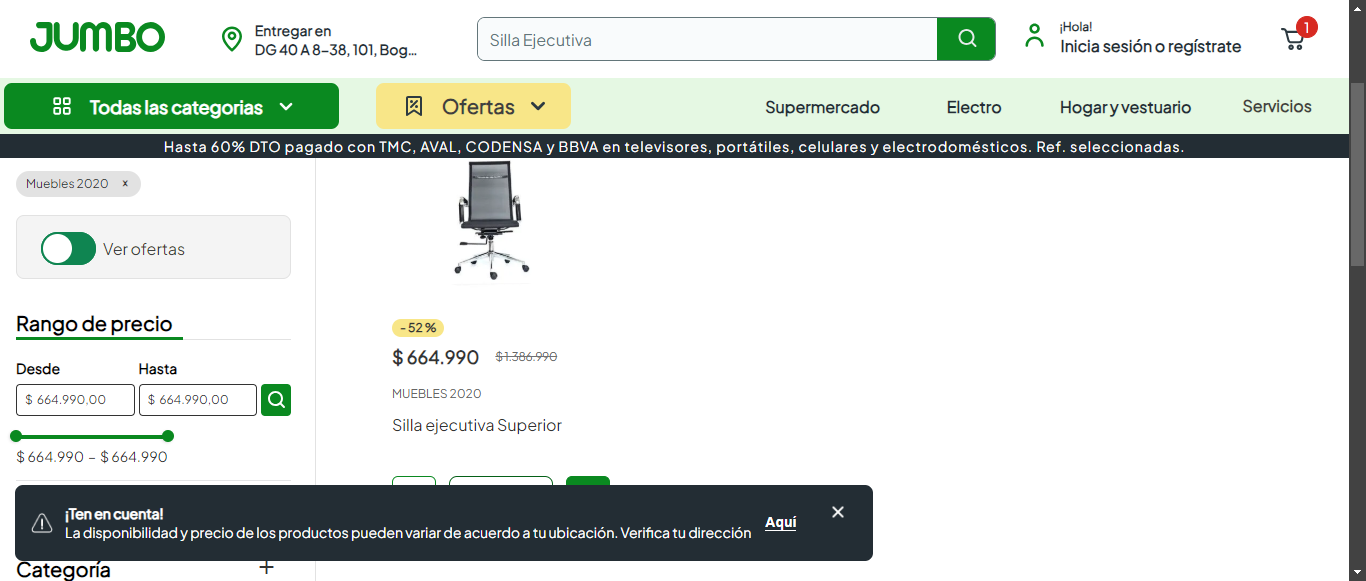 JUMBO
Entregar en
DG 40 A 8-38, 101, Bog...
Silla Ejecutiva
¡Hola!
Inicia sesión o regístrate
1
Todas las categorias
Ofertas
Supermercado
Electro
Hogar y vestuario
Servicios
Hasta 60% DTO pagado con TMC, AVAL, CODENSA y BBVA en televisores, portátiles, celulares y electrodomésticos. Ref. seleccionadas.
Muebles 2020 x
Ver ofertas
Rango de precio
Desde Hasta
$ 664.990,00 $ 664.990,00
$ 664.990 – $ 664.990
-52%
$ 664.990 $1.386.990
MUEBLES 2020
Silla ejecutiva Superior
¡Ten en cuenta!
La disponibilidad y precio de los productos pueden variar de acuerdo a tu ubicación. Verifica tu dirección
Aquí
Categoría +